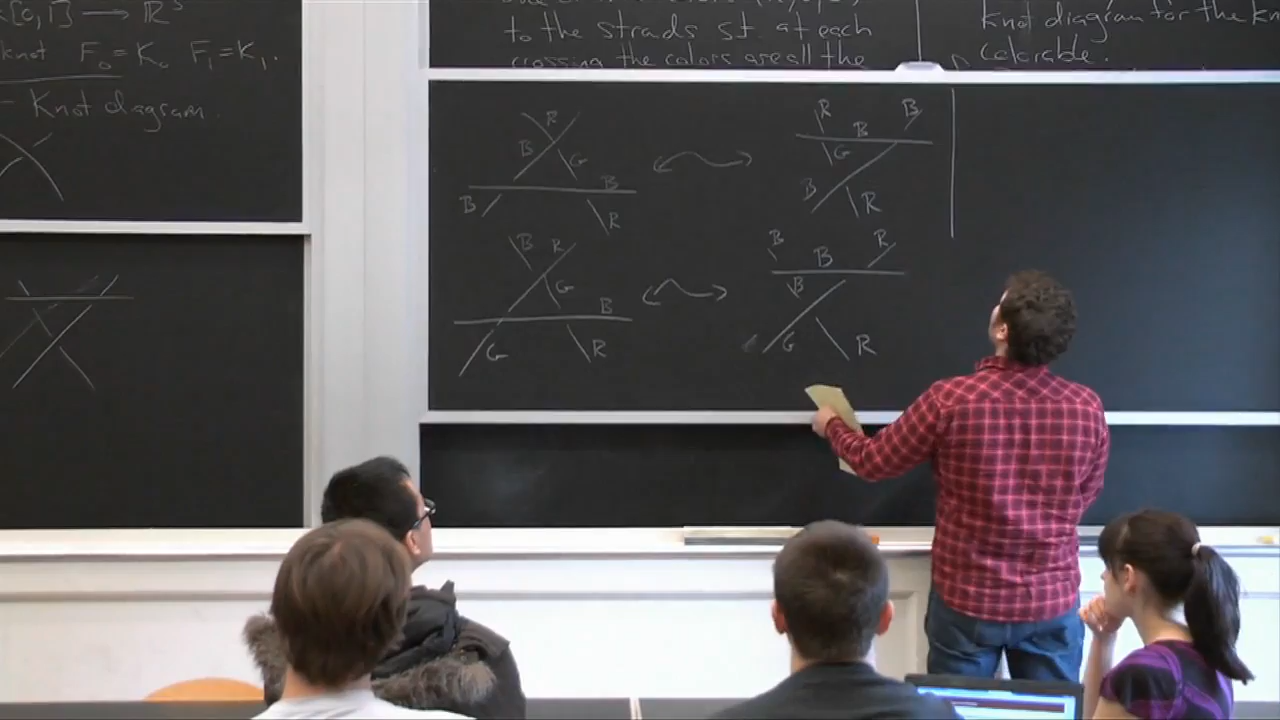 [0,1] → ℝ³
knot F₀=K₀ F₁=K₁.
- Knot diagram.
to the strads st at each
crossing the colors are all the
knot diagram for the kn
colorable.
R
B G
B
B R
R B
B
G
B R
B R
G
B
G R
B B R
B
G R